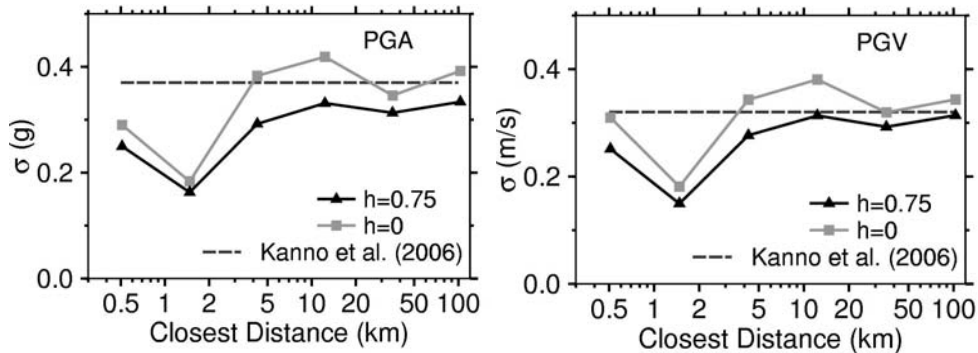 PGA
σ (g)
0.4
0.2
0.0
h=0.75
h=0
Kanno et al. (2006)
0.5 1 2 5 10 20 50 100
Closest Distance (km)
PGV
σ (m/s)
0.4
0.2
0.0
h=0.75
h=0
Kanno et al. (2006)
0.5 1 2 5 10 20 50 100
Closest Distance (km)